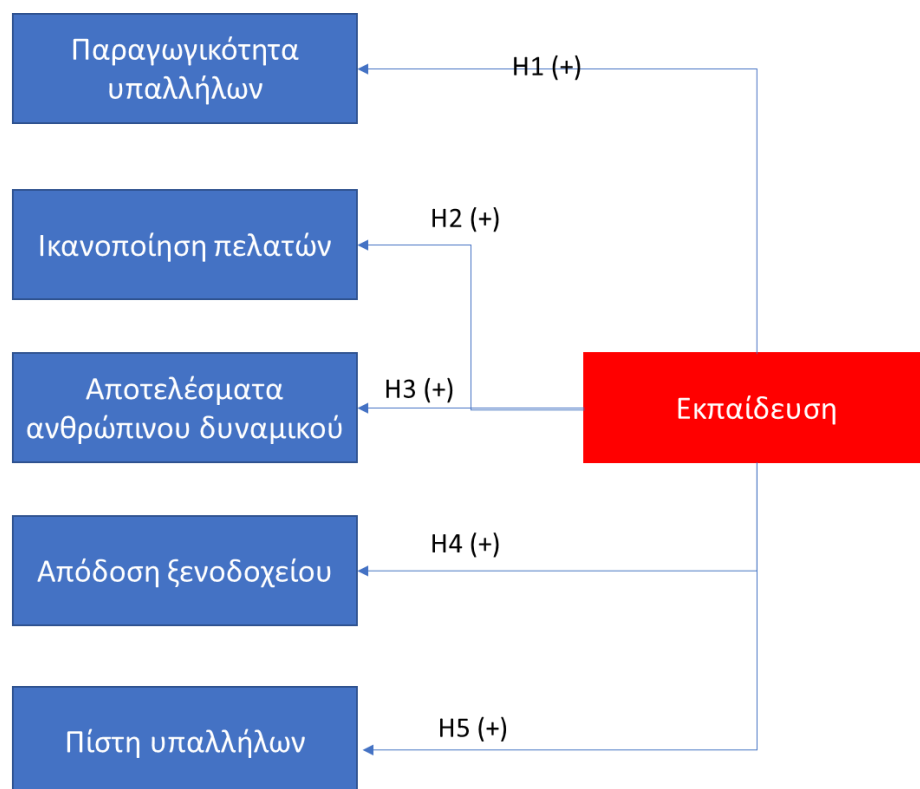 Παραγωγικότητα
υπαλλήλων
H1 (+)
Ικανοποίηση πελατών
H2 (+)
Αποτελέσματα
ανθρώπινου δυναμικού
H3 (+)
Εκπαίδευση
Απόδοση ξενοδοχείου
H4 (+)
Πίστη υπαλλήλων
H5 (+)